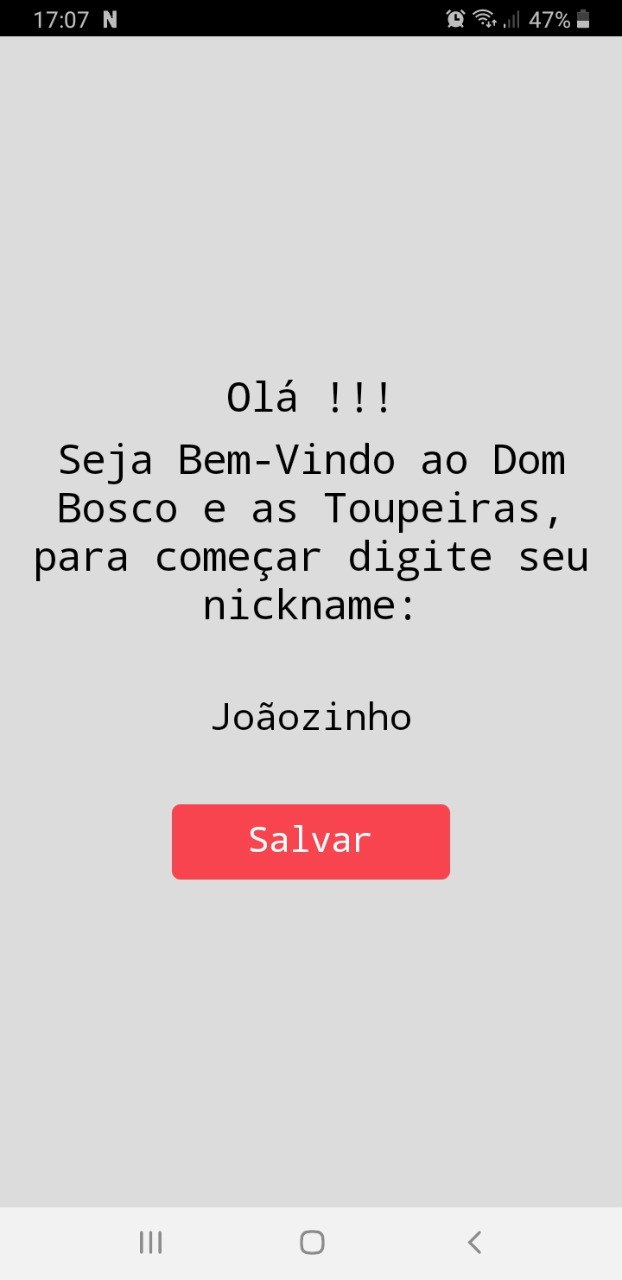 17:07 N 47%
Olá !!!
Seja Bem-Vindo ao Dom
Bosco e as Toupeiras,
para começar digite seu
nickname:
Joãozinho
Salvar